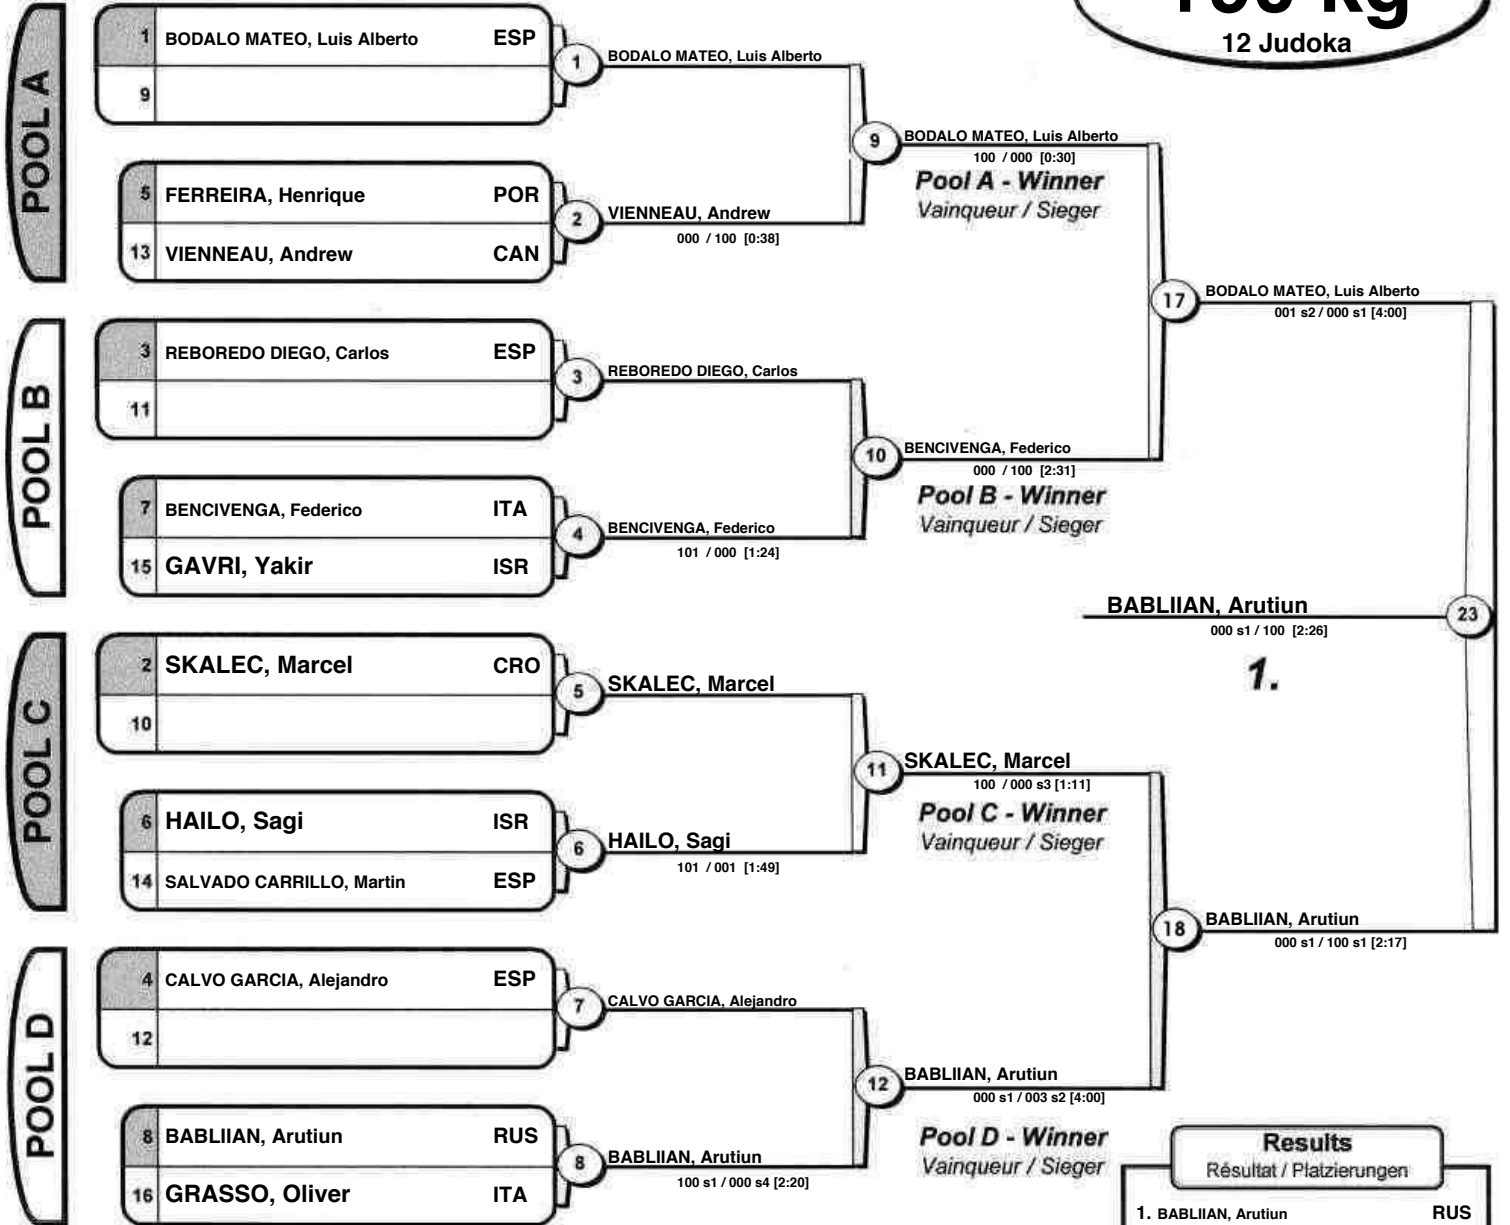 100 kg
12 Judoka
POOL A
1 BODALO MATEO, Luis Alberto ESP
9
5 FERREIRA, Henrique POR
13 VIENNEAU, Andrew CAN
1 BODALO MATEO, Luis Alberto
2 VIENNEAU, Andrew
000 / 100 [0:38]
9 BODALO MATEO, Luis Alberto
100 / 000 [0:30]
Pool A - Winner
Vainqueur / Sieger
POOL B
3 REBOREDO DIEGO, Carlos ESP
11
7 BENCIVENGA, Federico ITA
15 GAVRI, Yakir ISR
3 REBOREDO DIEGO, Carlos
4 BENCIVENGA, Federico
101 / 000 [1:24]
10 BENCIVENGA, Federico
000 / 100 [2:31]
Pool B - Winner
Vainqueur / Sieger
17 BODALO MATEO, Luis Alberto
001 s2 / 000 s1 [4:00]
BABLIIAN, Arutiun 23
000 s1 / 100 [2:26]
1.
POOL C
2 SKALEC, Marcel CRO
10
6 HAILO, Sagi ISR
14 SALVADO CARRILLO, Martin ESP
5 SKALEC, Marcel
6 HAILO, Sagi
101 / 001 [1:49]
11 SKALEC, Marcel
100 / 000 s3 [1:11]
Pool C - Winner
Vainqueur / Sieger
POOL D
4 CALVO GARCIA, Alejandro ESP
12
8 BABLIIAN, Arutiun RUS
16 GRASSO, Oliver ITA
7 CALVO GARCIA, Alejandro
8 BABLIIAN, Arutiun
100 s1 / 000 s4 [2:20]
12 BABLIIAN, Arutiun
000 s1 / 003 s2 [4:00]
Pool D - Winner
Vainqueur / Sieger
18 BABLIIAN, Arutiun
000 s1 / 100 s1 [2:17]
Results
Résultat / Platzierungen
1. BABLIIAN, Arutiun RUS